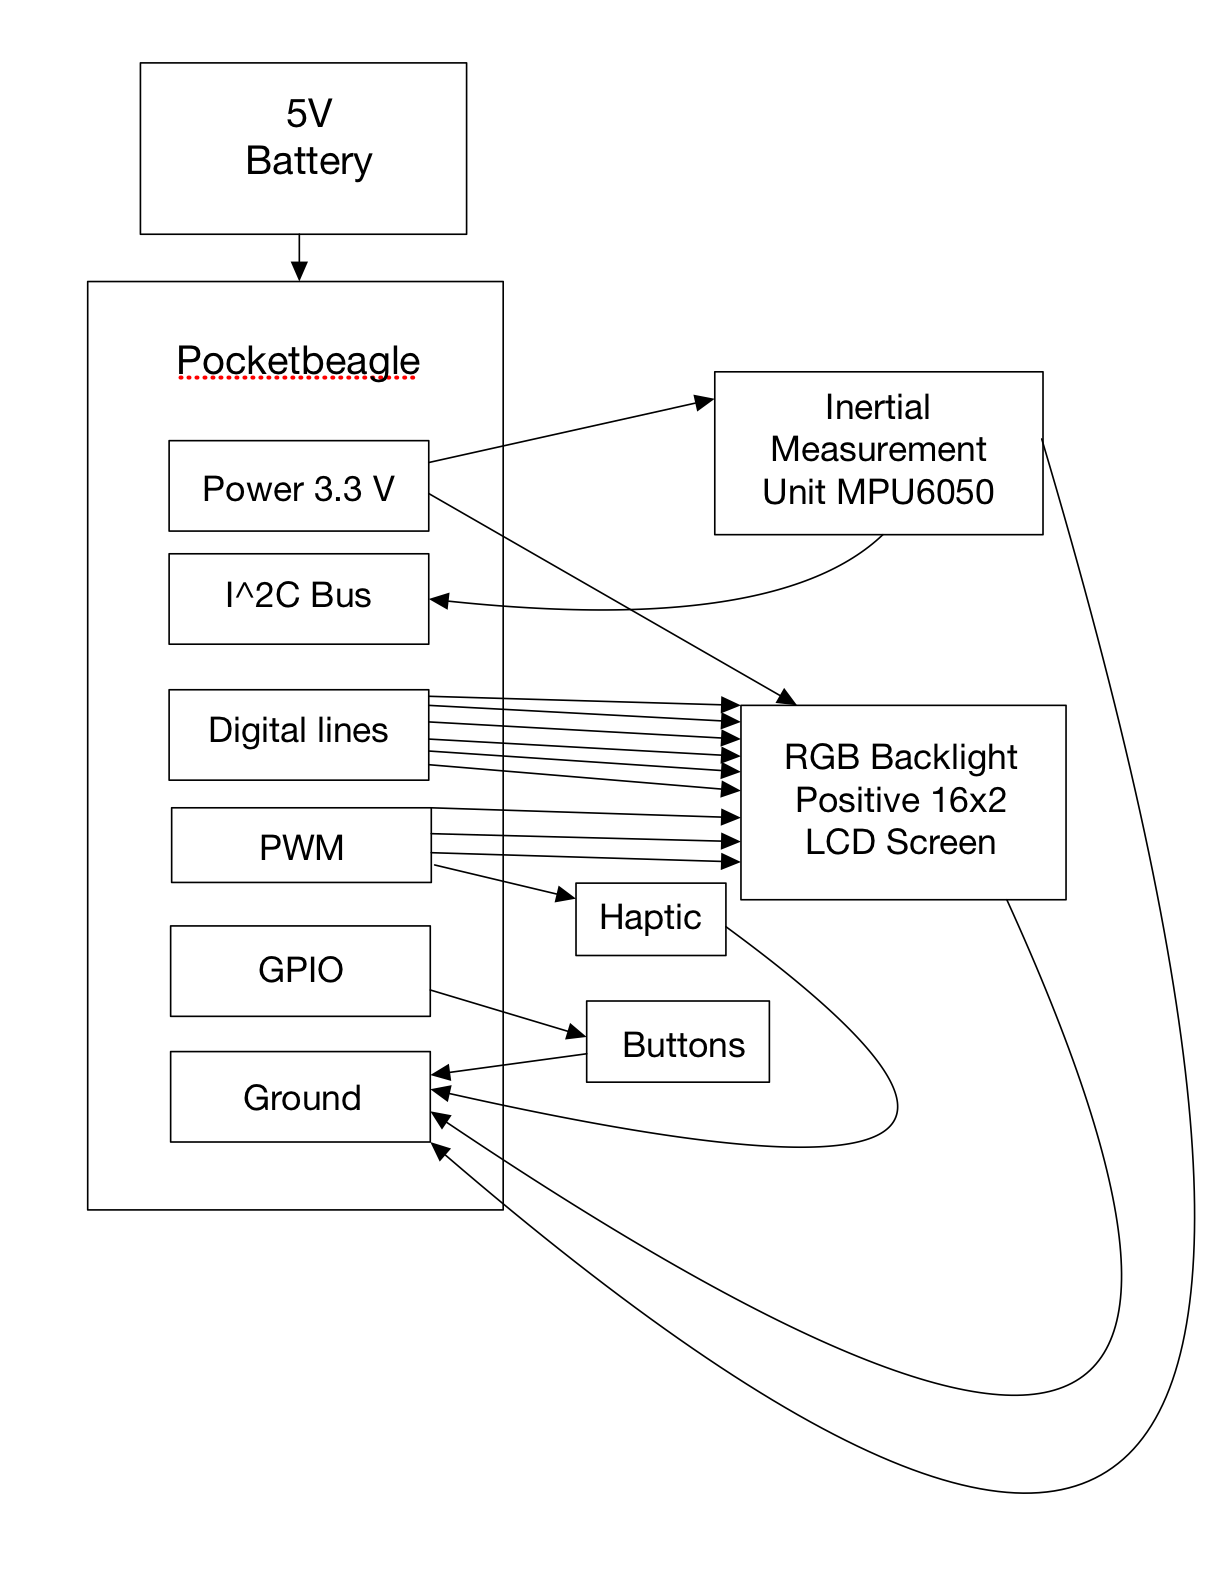 5V
Battery
Pocketbeagle
Power 3.3 V
I^2C Bus
Digital lines
PWM
GPIO
Ground
Inertial
Measurement
Unit MPU6050
RGB Backlight
Positive 16x2
LCD Screen
Haptic
Buttons